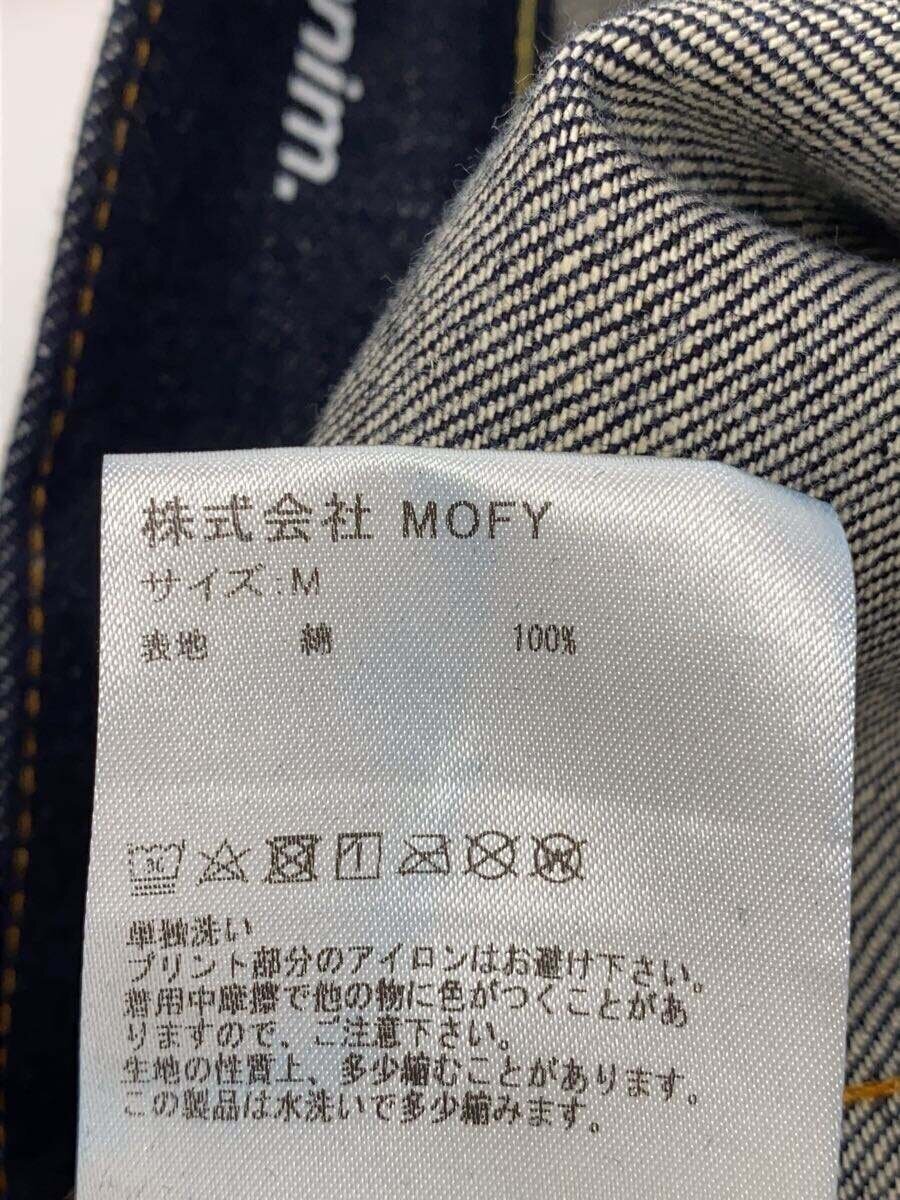 enim.
株式会社 MOFY
サイズ:M
表地 綿 100%
30
単独洗い
プリント部分のアイロンはお避け下さい。
着用中摩擦で他の物に色がつくことがあ
りますので、ご注意下さい。
生地の性質上、多少縮むことがあります。
この製品は水洗いで多少縮みます。